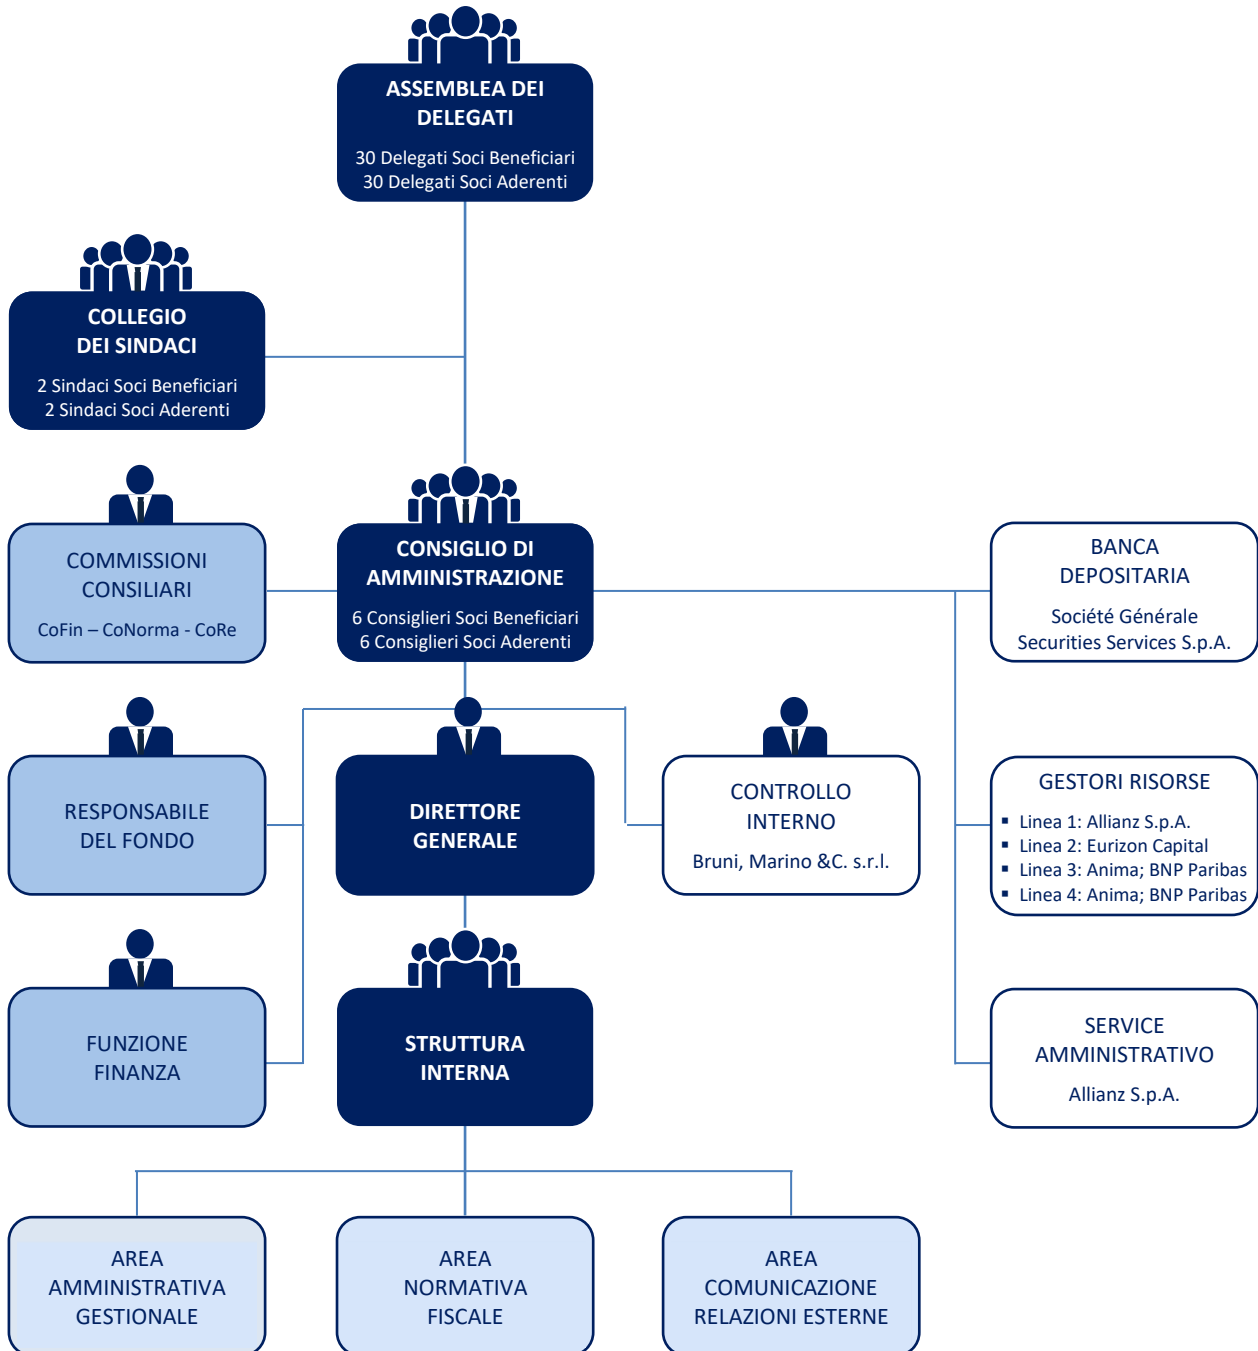 ASSEMBLEA DEI
DELEGATI
30 Delegati Soci Beneficiari
30 Delegati Soci Aderenti
COLLEGIO
DEI SINDACI
2 Sindaci Soci Beneficiari
2 Sindaci Soci Aderenti
COMMISSIONI
CONSILIARI
CoFin – CoNorma - CoRe
CONSIGLIO DI
AMMINISTRAZIONE
6 Consiglieri Soci Beneficiari
6 Consiglieri Soci Aderenti
BANCA
DEPOSITARIA
Société Générale
Securities Services S.p.A.
RESPONSABILE
DEL FONDO
DIRETTORE
GENERALE
CONTROLLO
INTERNO
Bruni, Marino &C. s.r.l.
GESTORI RISORSE
▪ Linea 1: Allianz S.p.A.
▪ Linea 2: Eurizon Capital
▪ Linea 3: Anima; BNP Paribas
▪ Linea 4: Anima; BNP Paribas
FUNZIONE
FINANZA
STRUTTURA
INTERNA
SERVICE
AMMINISTRATIVO
Allianz S.p.A.
AREA
AMMINISTRATIVA
GESTIONALE
AREA
NORMATIVA
FISCALE
AREA
COMUNICAZIONE
RELAZIONI ESTERNE